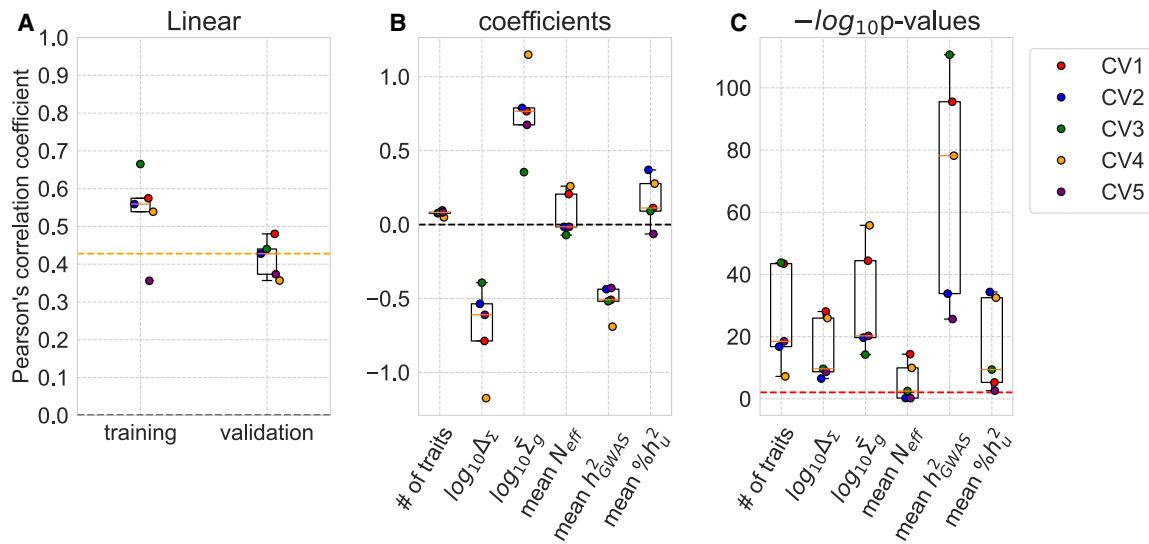 A
Linear
Pearson's correlation coefficient
1.0
0.9
0.8
0.7
0.6
0.5
0.4
0.3
0.2
0.1
0.0
training
validation
B
coefficients
1.0
0.5
0.0
−0.5
−1.0
# of traits
log₁₀Δ_Σ
log₁₀Σ̄_g
mean N_eff
mean h²_GWAS
mean %h²_u
C
−log₁₀p-values
100
80
60
40
20
0
# of traits
log₁₀Δ_Σ
log₁₀Σ̄_g
mean N_eff
mean h²_GWAS
mean %h²_u
CV1
CV2
CV3
CV4
CV5